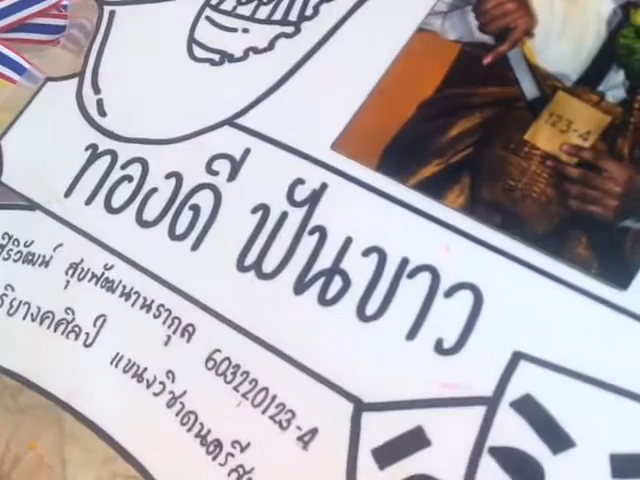 123-4
ทองดี ฟันขาว
ศิริวัฒน์ สุขพัฒนานรากุล 603220123-4
ริยางคศิลป์ แขนงวิชาดนตรีส